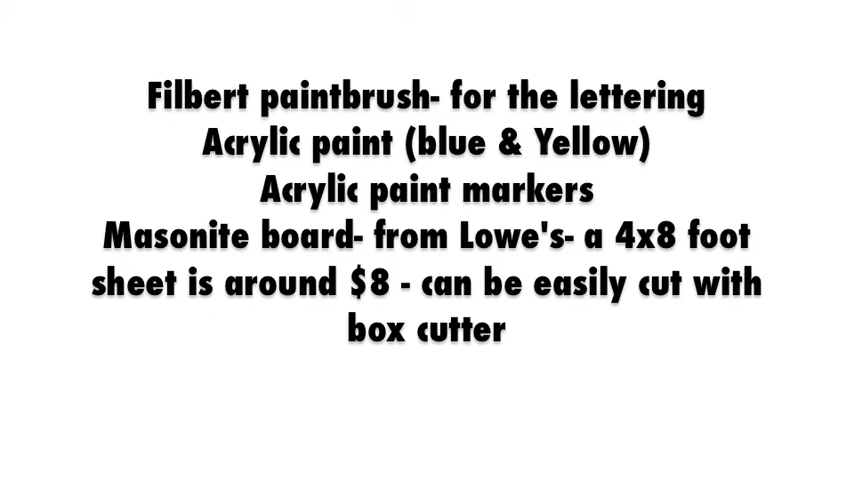 Filbert paintbrush- for the lettering
Acrylic paint (blue & Yellow)
Acrylic paint markers
Masonite board- from Lowe's- a 4x8 foot
sheet is around $8 - can be easily cut with
box cutter